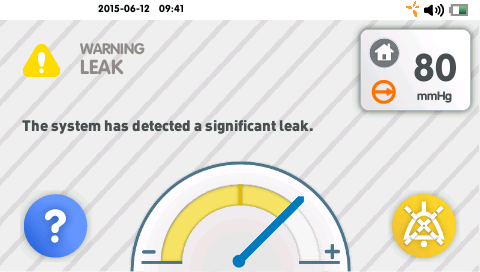 2015-06-12 09:41
WARNING
LEAK
80
mmHg
The system has detected a significant leak.
?
− +